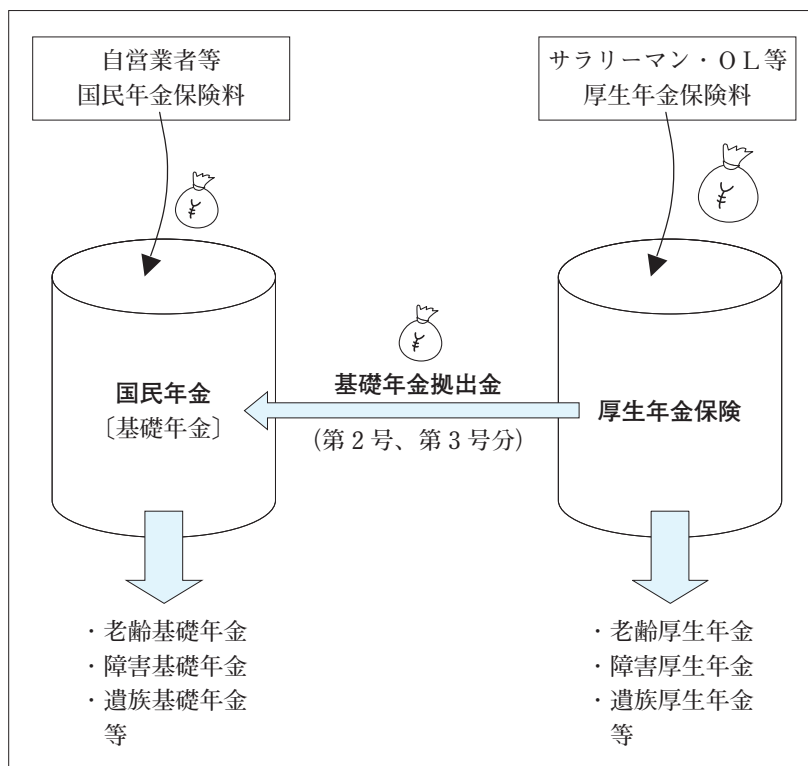 自営業者等
国民年金保険料
サラリーマン・ＯＬ等
厚生年金保険料
¥
¥
¥
基礎年金拠出金
国民年金
〔基礎年金〕
(第２号、第３号分)
厚生年金保険
・老齢基礎年金
・障害基礎年金
・遺族基礎年金
等
・老齢厚生年金
・障害厚生年金
・遺族厚生年金
等